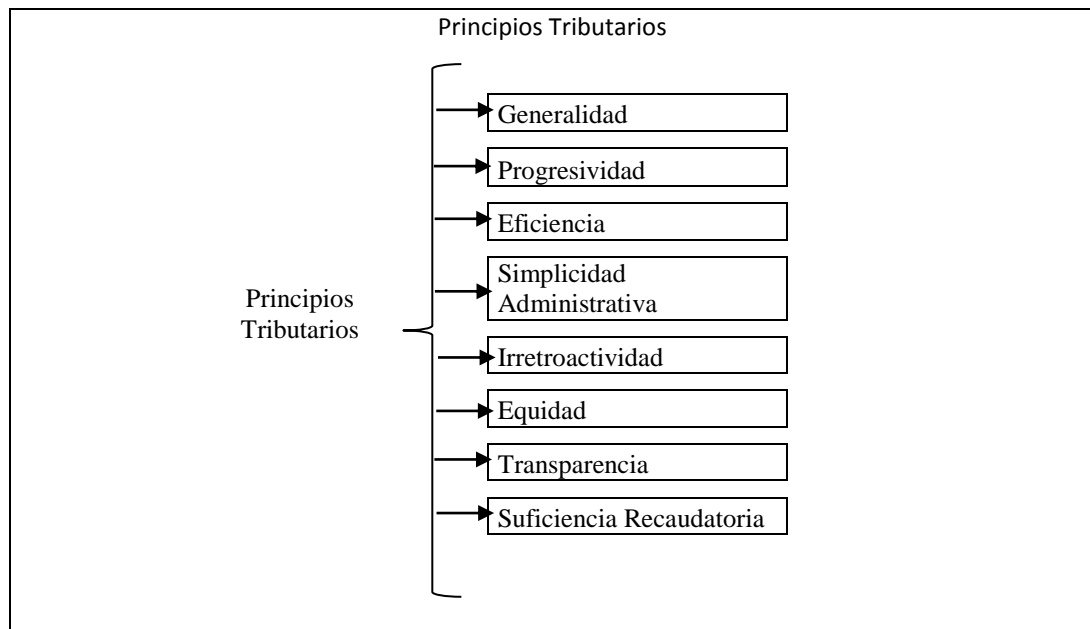 Principios Tributarios
Generalidad
Progresividad
Eficiencia
Simplicidad
Administrativa
Principios
Tributarios
Irretroactividad
Equidad
Transparencia
Suficiencia Recaudatoria